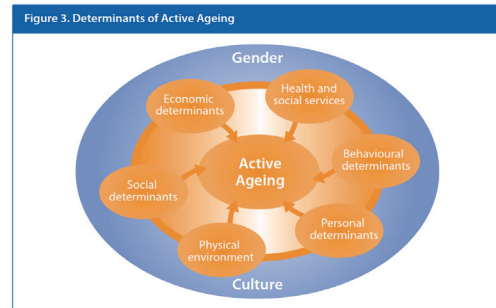 Figure 3. Determinants of Active Ageing
Gender
Economic
determinants
Health and
social services
Active
Ageing
Behavioural
determinants
Social
determinants
Personal
determinants
Physical
environment
Culture